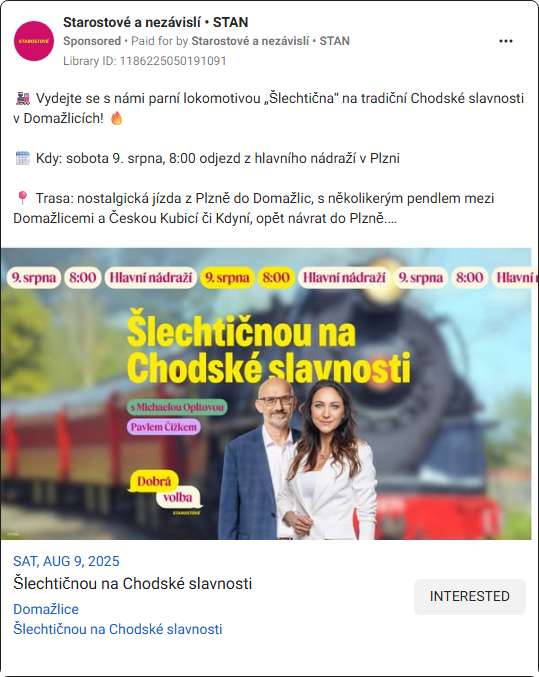 Starostové a nezávislí • STAN
STAROSTOVÉ
Sponsored • Paid for by Starostové a nezávislí • STAN
Library ID: 1186225050191091
🚂 Vydejte se s námi parní lokomotivou „Šlechtična“ na tradiční Chodské slavnosti
v Domažlicích! 🔥
🗓️ Kdy: sobota 9. srpna, 8:00 odjezd z hlavního nádraží v Plzni
📍 Trasa: nostalgická jízda z Plzně do Domažlic, s několikerým pendlem mezi
Domažlicemi a Českou Kubicí či Kdyní, opět návrat do Plzně....
9. srpna 8:00 Hlavní nádraží 9. srpna 8:00 Hlavní nádraží 9. srpna 8:00 Hlavní n
Šlechtičnou na
Chodské slavnosti
s Michaelou Opltovou
Pavlem Čížkem
Dobrá
volba
STAROSTOVÉ
SAT, AUG 9, 2025
Šlechtičnou na Chodské slavnosti
INTERESTED
Domažlice
Šlechtičnou na Chodské slavnosti